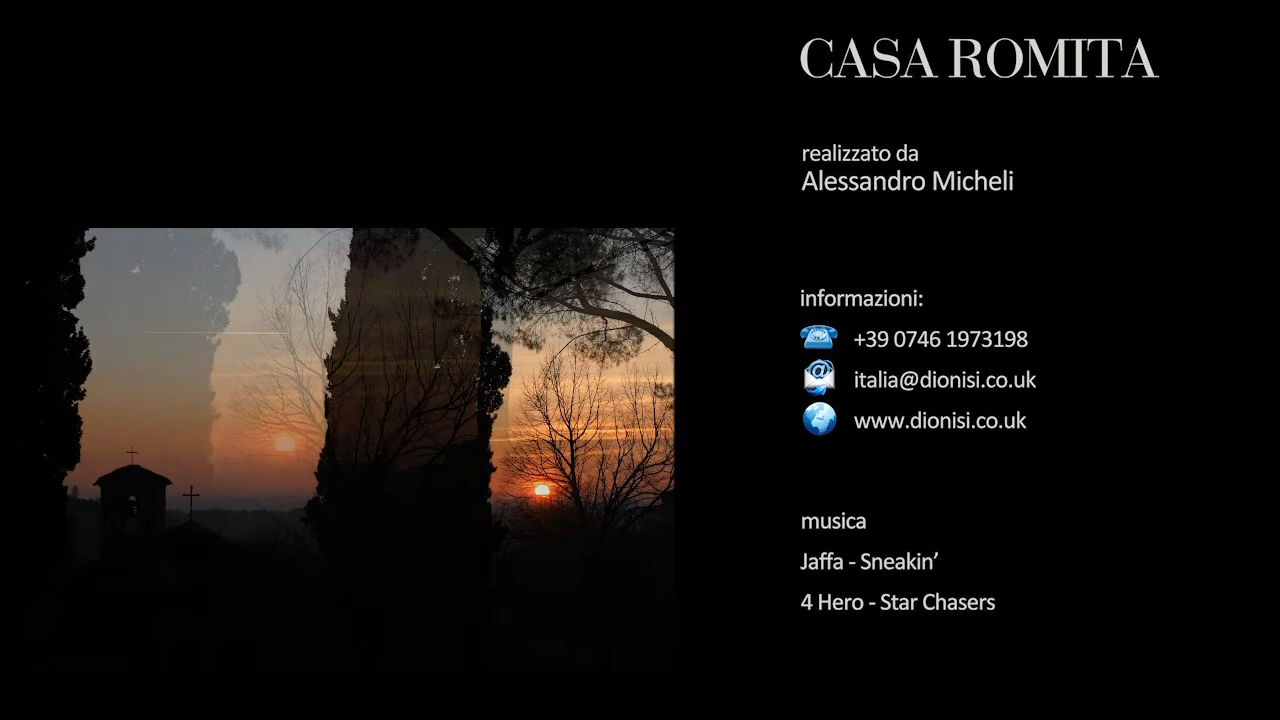 CASA ROMITA
realizzato da
Alessandro Micheli
informazioni:
+39 0746 1973198
italia@dionisi.co.uk
www.dionisi.co.uk
musica
Jaffa - Sneakin’
4 Hero - Star Chasers